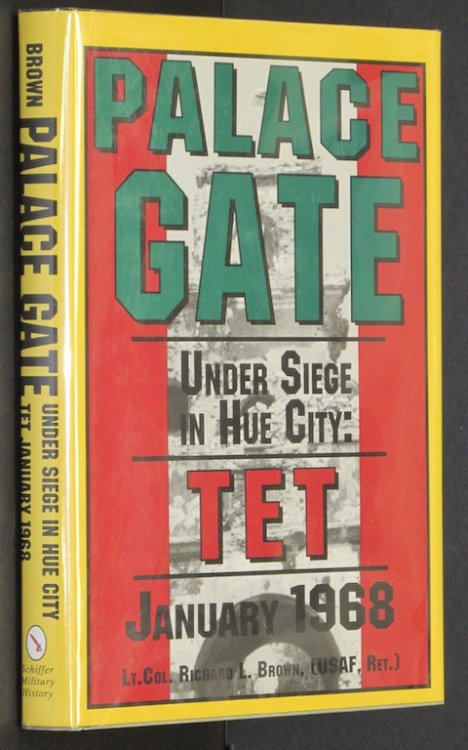 BROWN
PALACE GATE
UNDER SIEGE IN HUE CITY
TET JANUARY 1968
Schiffer
Military
History
PALACE
GATE
UNDER SIEGE
IN HUE CITY:
TET
JANUARY 1968
LT.COL. RICHARD L. BROWN, (USAF, RET.)